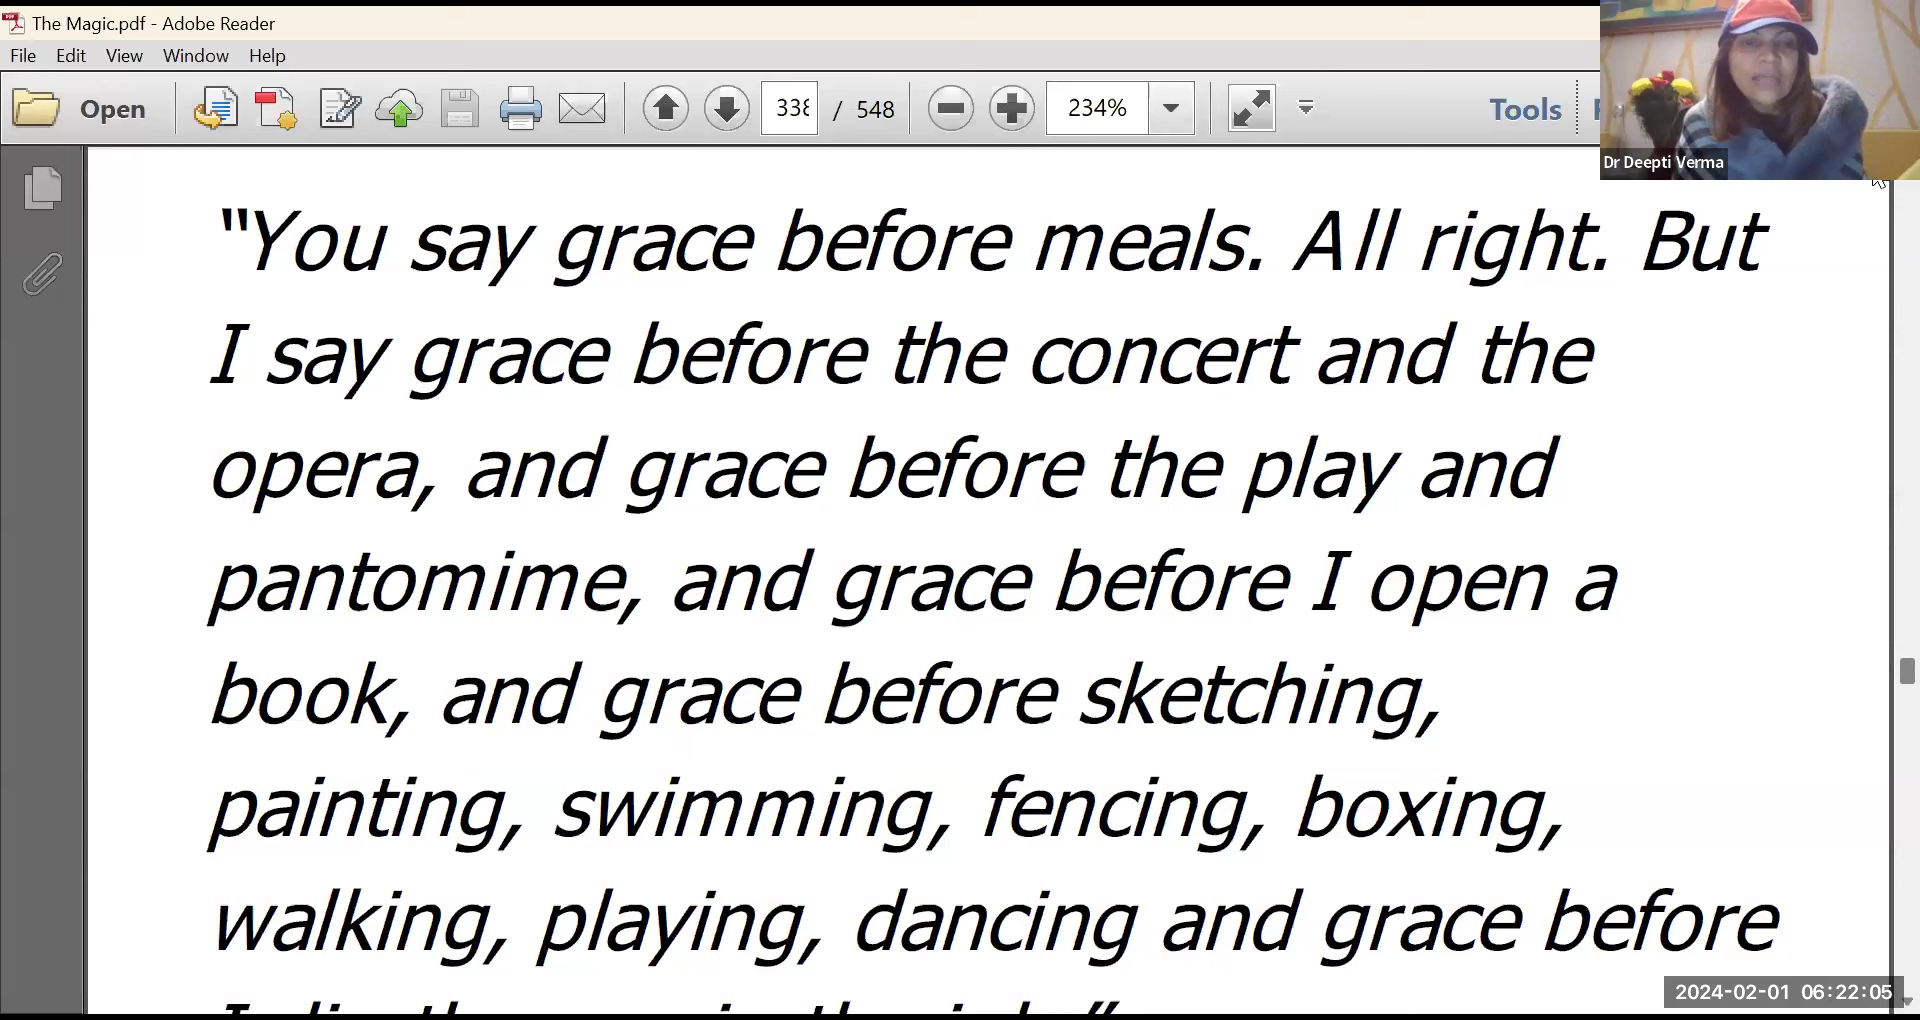 The Magic.pdf - Adobe Reader
File Edit View Window Help
Open 338 / 548 234% Tools
Dr Deepti Verma
“You say grace before meals. All right. But
I say grace before the concert and the
opera, and grace before the play and
pantomime, and grace before I open a
book, and grace before sketching,
painting, swimming, fencing, boxing,
walking, playing, dancing and grace before
2024-02-01 06:22:05